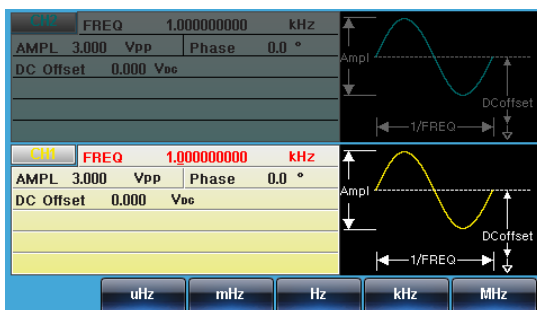 CH2 FREQ 1.000000000 kHz
AMPL 3.000 Vpp Phase 0.0 °
DC Offset 0.000 VDC
Ampl
DCoffset
1/FREQ
CH1 FREQ 1.000000000 kHz
AMPL 3.000 Vpp Phase 0.0 °
DC Offset 0.000 VDC
Ampl
DCoffset
1/FREQ
uHz mHz Hz kHz MHz